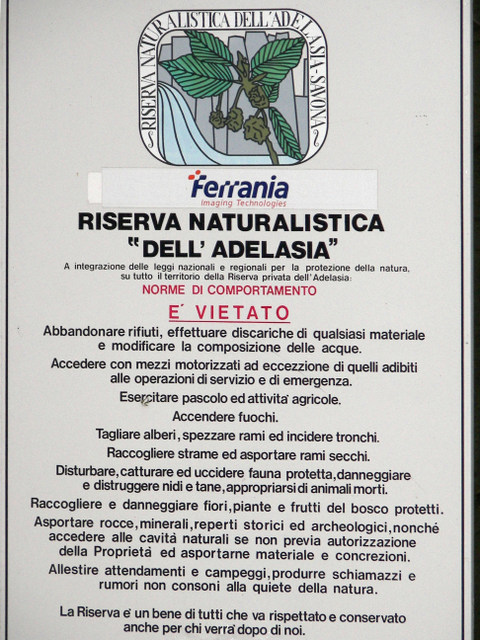 RISERVA NATURALISTICA DELL'ADELASIA-SAVONA
Ferrania
Imaging Technologies
RISERVA NATURALISTICA
"DELL' ADELASIA"
A integrazione delle leggi nazionali e regionali per la protezione della natura,
su tutto il territorio della Riserva privata dell'Adelasia:
NORME DI COMPORTAMENTO
E' VIETATO
Abbandonare rifiuti, effettuare discariche di qualsiasi materiale
e modificare la composizione delle acque.
Accedere con mezzi motorizzati ad eccezzione di quelli adibiti
alle operazioni di servizio e di emergenza.
Esercitare pascolo ed attivita' agricole.
Accendere fuochi.
Tagliare alberi, spezzare rami ed incidere tronchi.
Raccogliere strame ed asportare rami secchi.
Disturbare, catturare ed uccidere fauna protetta, danneggiare
e distruggere nidi e tane, appropriarsi di animali morti.
Raccogliere e danneggiare fiori, piante e frutti del bosco protetti.
Asportare rocce, minerali, reperti storici ed archeologici, nonché
accedere alle cavità naturali se non previa autorizzazione
della Proprietà ed asportarne materiale e concrezioni.
Allestire attendamenti e campeggi, produrre schiamazzi e
rumori non consoni alla quiete della natura.
La Riserva e' un bene di tutti che va rispettato e conservato
anche per chi verra' dopo di noi.